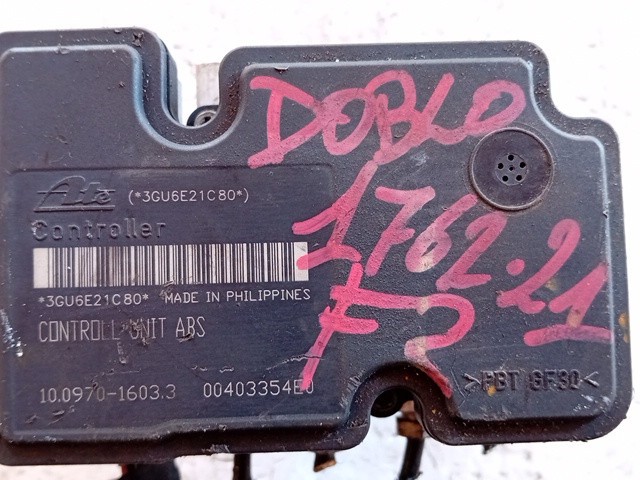 DOBLO
Ate (*3GU6E21C80*)
1762.21
Controller
*3GU6E21C80* MADE IN PHILIPPINES
CONTROLL UNIT ABS
>PBT GF30<
10.0970-1603.3 00403354E0